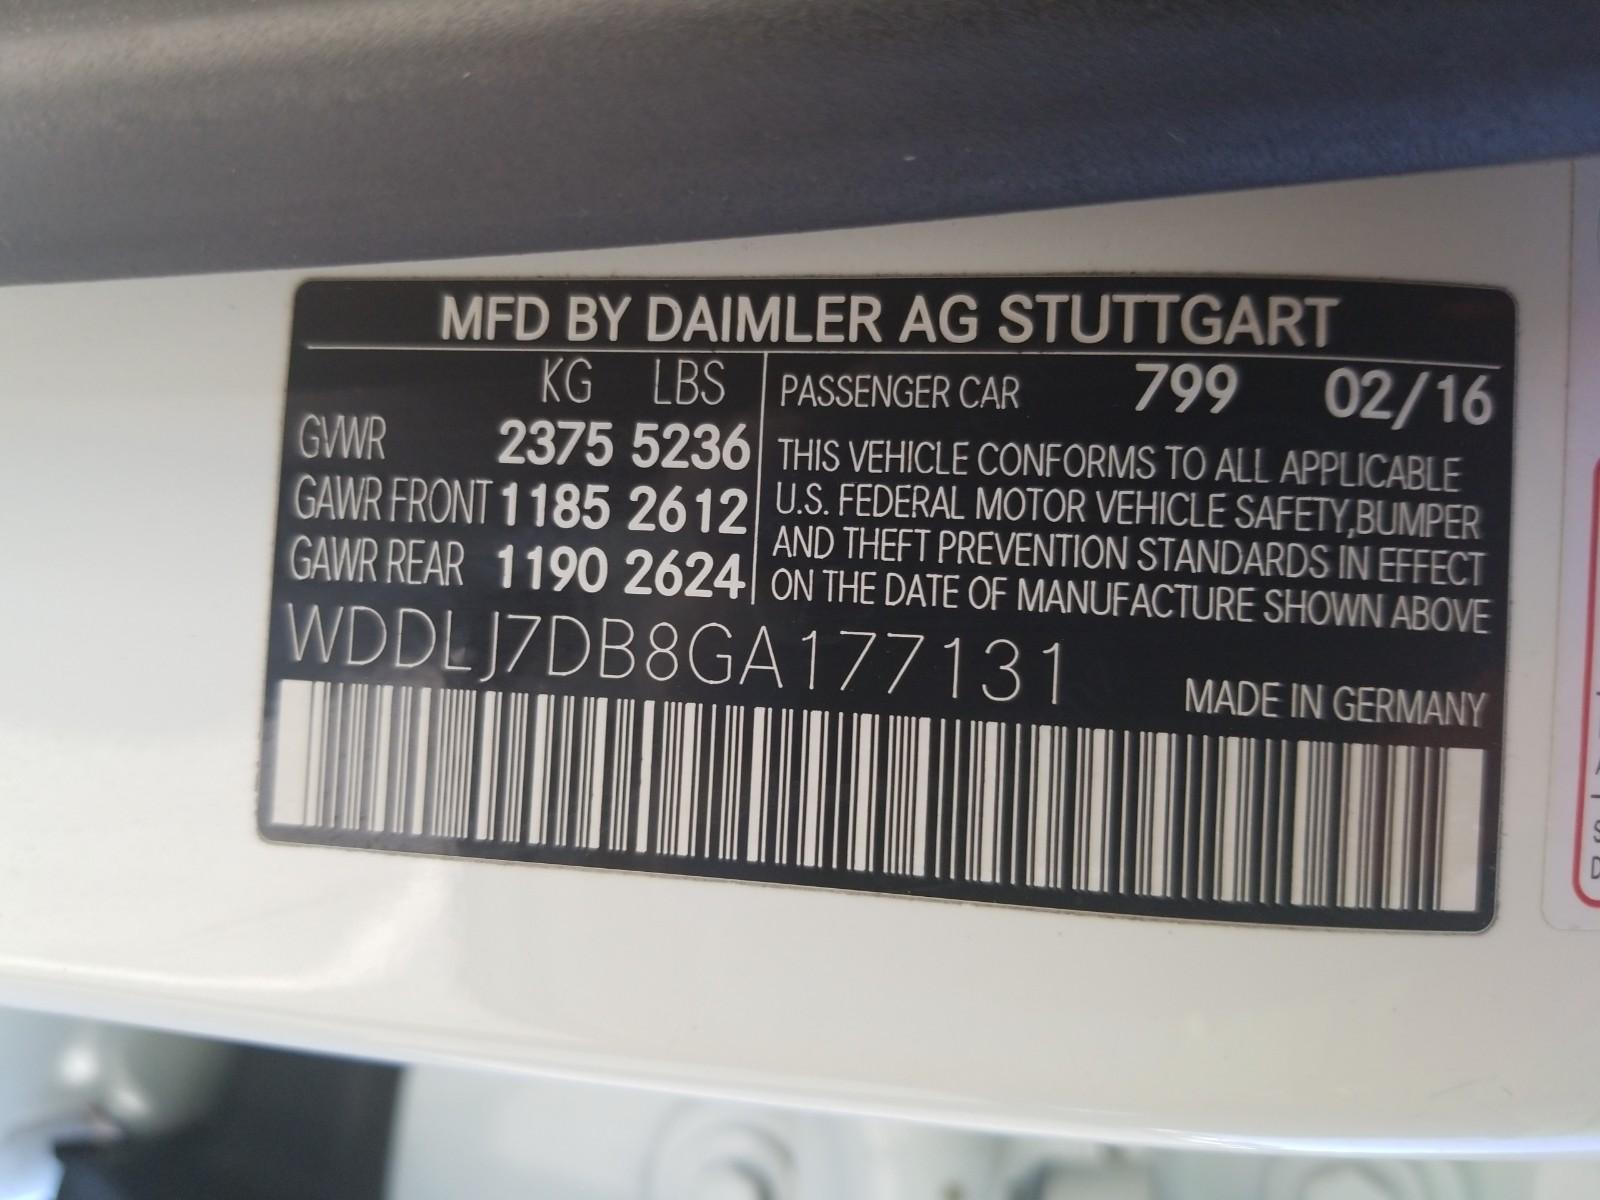 MFD BY DAIMLER AG STUTTGART
KG LBS
GVWR 2375 5236
GAWR FRONT 1185 2612
GAWR REAR 1190 2624
PASSENGER CAR 799 02/16
THIS VEHICLE CONFORMS TO ALL APPLICABLE
U.S. FEDERAL MOTOR VEHICLE SAFETY,BUMPER
AND THEFT PREVENTION STANDARDS IN EFFECT
ON THE DATE OF MANUFACTURE SHOWN ABOVE
WDDLJ7DB8GA177131
MADE IN GERMANY